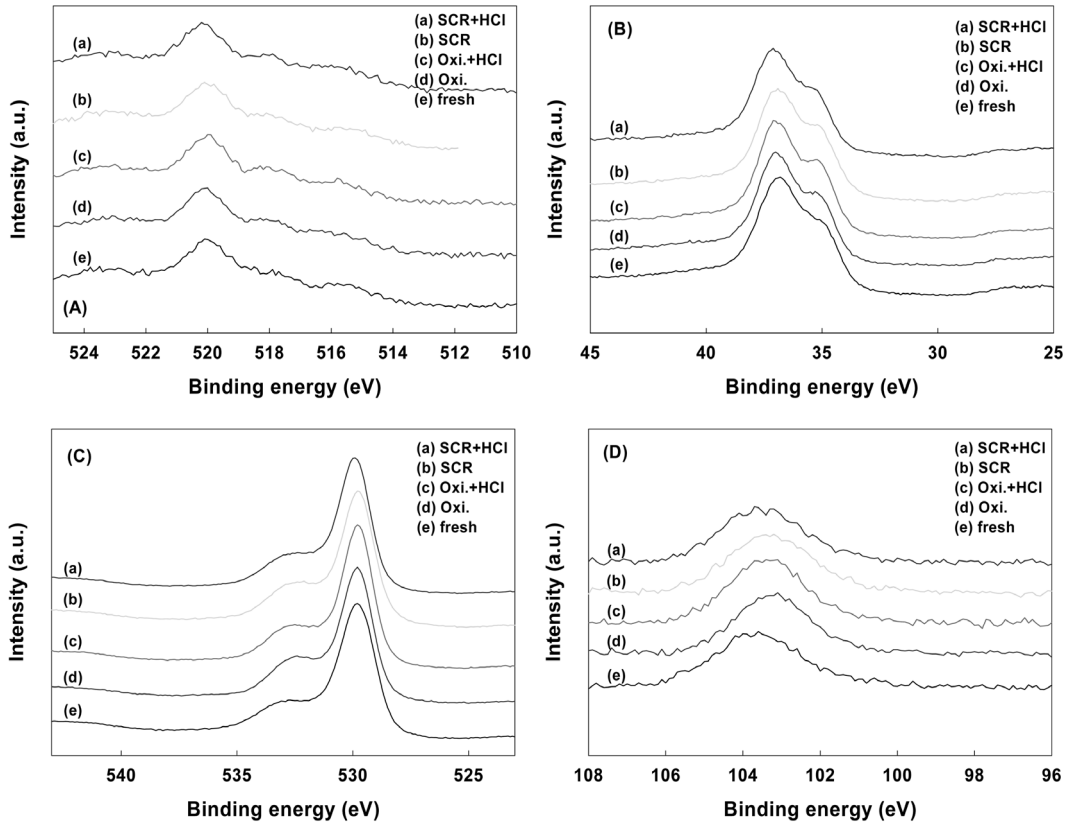 (a) SCR+HCl
(b) SCR
(c) Oxi.+HCl
(d) Oxi.
(e) fresh
(a)
(b)
(c)
(d)
(e)
(A)
Intensity (a.u.)
524 522 520 518 516 514 512 510
Binding energy (eV)
(B)
(a) SCR+HCl
(b) SCR
(c) Oxi.+HCl
(d) Oxi.
(e) fresh
(a)
(b)
(c)
(d)
(e)
Intensity (a.u.)
45 40 35 30 25
Binding energy (eV)
(C)
(a) SCR+HCl
(b) SCR
(c) Oxi.+HCl
(d) Oxi.
(e) fresh
(a)
(b)
(c)
(d)
(e)
Intensity (a.u.)
540 535 530 525
Binding energy (eV)
(D)
(a) SCR+HCl
(b) SCR
(c) Oxi.+HCl
(d) Oxi.
(e) fresh
(a)
(b)
(c)
(d)
(e)
Intensity (a.u.)
108 106 104 102 100 98 96
Binding energy (eV)